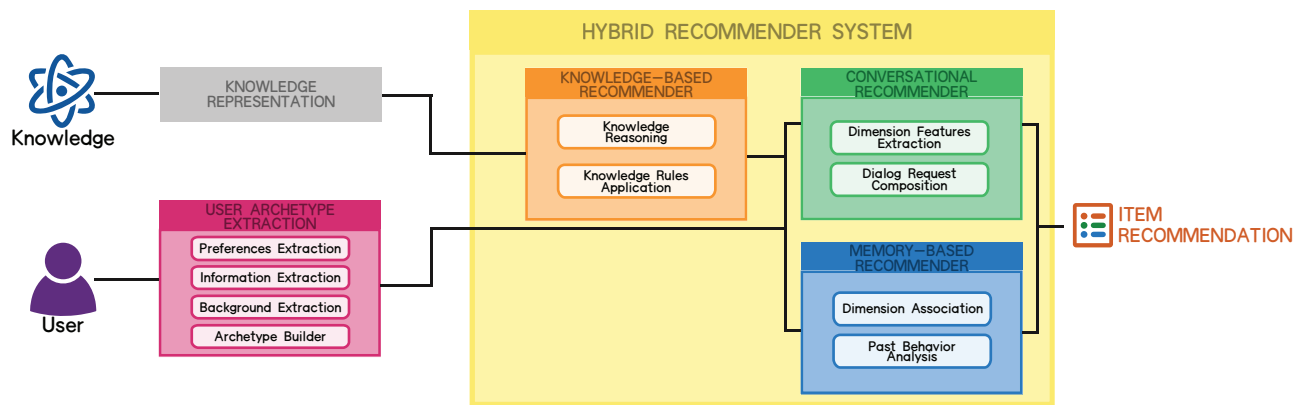 HYBRID RECOMMENDER SYSTEM
Knowledge
KNOWLEDGE
REPRESENTATION
KNOWLEDGE-BASED
RECOMMENDER
Knowledge
Reasoning
Knowledge Rules
Application
CONVERSATIONAL
RECOMMENDER
Dimension Features
Extraction
Dialog Request
Composition
User
USER ARCHETYPE
EXTRACTION
Preferences Extraction
Information Extraction
Background Extraction
Archetype Builder
MEMORY-BASED
RECOMMENDER
Dimension Association
Past Behavior
Analysis
ITEM
RECOMMENDATION